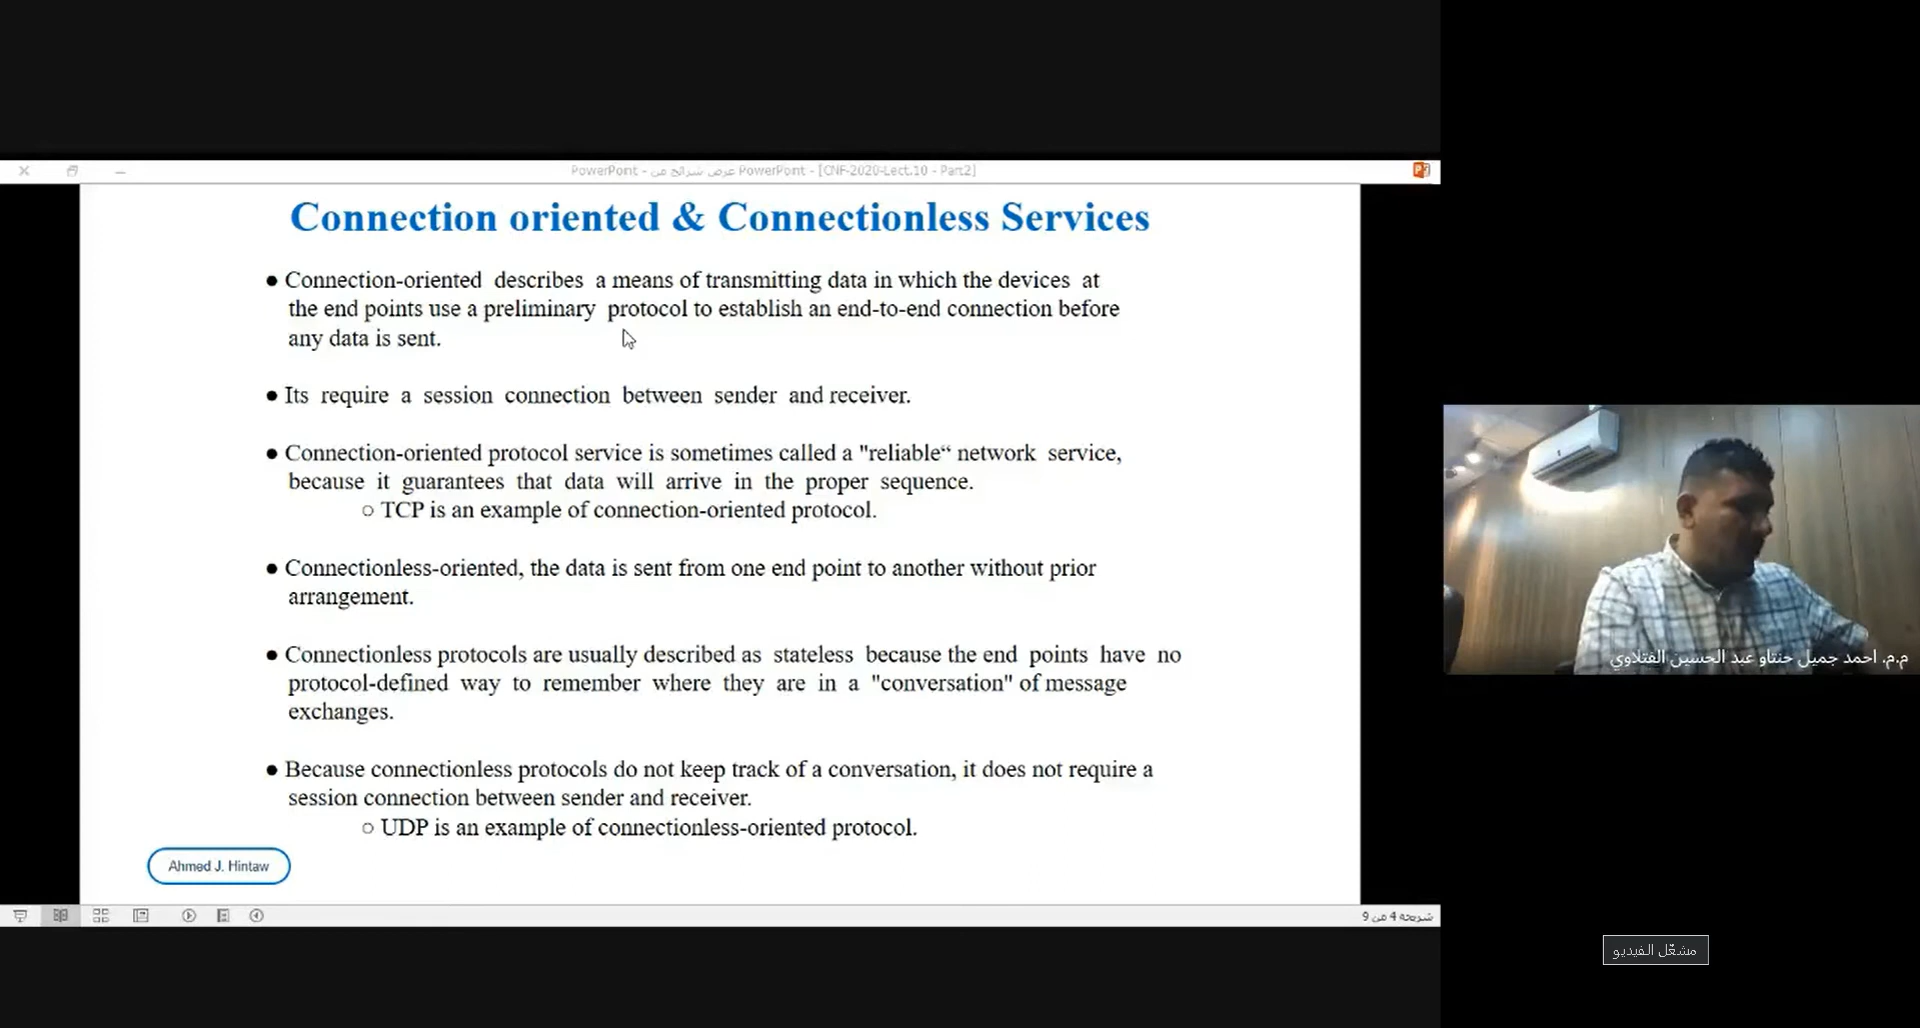 PowerPoint - عرض شرائح من PowerPoint - [CNF-2020-Lect.10 - Part2]
Connection oriented & Connectionless Services
● Connection-oriented describes a means of transmitting data in which the devices at
the end points use a preliminary protocol to establish an end-to-end connection before
any data is sent.
● Its require a session connection between sender and receiver.
● Connection-oriented protocol service is sometimes called a "reliable“ network service,
because it guarantees that data will arrive in the proper sequence.
○ TCP is an example of connection-oriented protocol.
● Connectionless-oriented, the data is sent from one end point to another without prior
arrangement.
● Connectionless protocols are usually described as stateless because the end points have no
protocol-defined way to remember where they are in a "conversation" of message
exchanges.
● Because connectionless protocols do not keep track of a conversation, it does not require a
session connection between sender and receiver.
○ UDP is an example of connectionless-oriented protocol.
Ahmed J. Hintaw
شريحة 4 من 9
م.م. احمد جميل حنتاو عبد الحسين الفتلاوي
مشغّل الفيديو